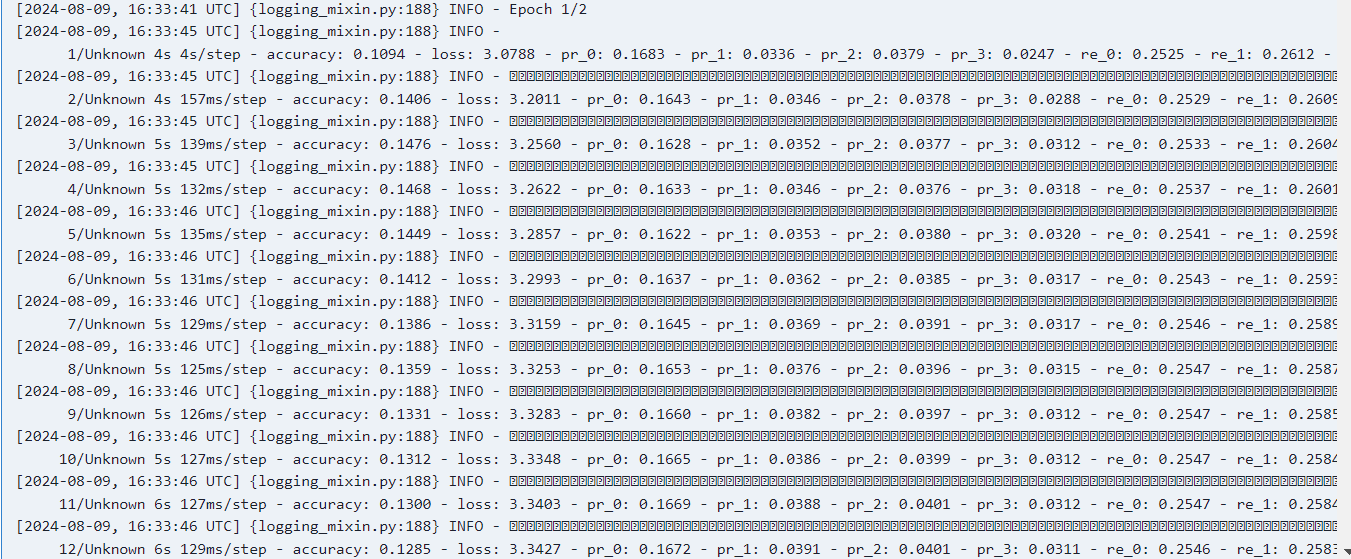 [2024-08-09, 16:33:41 UTC] {logging_mixin.py:188} INFO - Epoch 1/2
[2024-08-09, 16:33:45 UTC] {logging_mixin.py:188} INFO -
1/Unknown 4s 4s/step - accuracy: 0.1094 - loss: 3.0788 - pr_0: 0.1683 - pr_1: 0.0336 - pr_2: 0.0379 - pr_3: 0.0247 - re_0: 0.2525 - re_1: 0.2612 -
[2024-08-09, 16:33:45 UTC] {logging_mixin.py:188} INFO -
2/Unknown 4s 157ms/step - accuracy: 0.1406 - loss: 3.2011 - pr_0: 0.1643 - pr_1: 0.0346 - pr_2: 0.0378 - pr_3: 0.0288 - re_0: 0.2529 - re_1: 0.2609
[2024-08-09, 16:33:45 UTC] {logging_mixin.py:188} INFO -
3/Unknown 5s 139ms/step - accuracy: 0.1476 - loss: 3.2560 - pr_0: 0.1628 - pr_1: 0.0352 - pr_2: 0.0377 - pr_3: 0.0312 - re_0: 0.2533 - re_1: 0.2604
[2024-08-09, 16:33:45 UTC] {logging_mixin.py:188} INFO -
4/Unknown 5s 132ms/step - accuracy: 0.1468 - loss: 3.2622 - pr_0: 0.1633 - pr_1: 0.0346 - pr_2: 0.0376 - pr_3: 0.0318 - re_0: 0.2537 - re_1: 0.2601
[2024-08-09, 16:33:46 UTC] {logging_mixin.py:188} INFO -
5/Unknown 5s 135ms/step - accuracy: 0.1449 - loss: 3.2857 - pr_0: 0.1622 - pr_1: 0.0353 - pr_2: 0.0380 - pr_3: 0.0320 - re_0: 0.2541 - re_1: 0.2598
[2024-08-09, 16:33:46 UTC] {logging_mixin.py:188} INFO -
6/Unknown 5s 131ms/step - accuracy: 0.1412 - loss: 3.2993 - pr_0: 0.1637 - pr_1: 0.0362 - pr_2: 0.0385 - pr_3: 0.0317 - re_0: 0.2543 - re_1: 0.2593
[2024-08-09, 16:33:46 UTC] {logging_mixin.py:188} INFO -
7/Unknown 5s 129ms/step - accuracy: 0.1386 - loss: 3.3159 - pr_0: 0.1645 - pr_1: 0.0369 - pr_2: 0.0391 - pr_3: 0.0317 - re_0: 0.2546 - re_1: 0.2589
[2024-08-09, 16:33:46 UTC] {logging_mixin.py:188} INFO -
8/Unknown 5s 125ms/step - accuracy: 0.1359 - loss: 3.3253 - pr_0: 0.1653 - pr_1: 0.0376 - pr_2: 0.0396 - pr_3: 0.0315 - re_0: 0.2547 - re_1: 0.2587
[2024-08-09, 16:33:46 UTC] {logging_mixin.py:188} INFO -
9/Unknown 5s 126ms/step - accuracy: 0.1331 - loss: 3.3283 - pr_0: 0.1660 - pr_1: 0.0382 - pr_2: 0.0397 - pr_3: 0.0312 - re_0: 0.2547 - re_1: 0.2585
[2024-08-09, 16:33:46 UTC] {logging_mixin.py:188} INFO -
10/Unknown 5s 127ms/step - accuracy: 0.1312 - loss: 3.3348 - pr_0: 0.1665 - pr_1: 0.0386 - pr_2: 0.0399 - pr_3: 0.0312 - re_0: 0.2547 - re_1: 0.2584
[2024-08-09, 16:33:46 UTC] {logging_mixin.py:188} INFO -
11/Unknown 6s 127ms/step - accuracy: 0.1300 - loss: 3.3403 - pr_0: 0.1669 - pr_1: 0.0388 - pr_2: 0.0401 - pr_3: 0.0312 - re_0: 0.2547 - re_1: 0.2584
[2024-08-09, 16:33:46 UTC] {logging_mixin.py:188} INFO -
12/Unknown 6s 129ms/step - accuracy: 0.1285 - loss: 3.3427 - pr_0: 0.1672 - pr_1: 0.0391 - pr_2: 0.0401 - pr_3: 0.0311 - re_0: 0.2546 - re_1: 0.2583